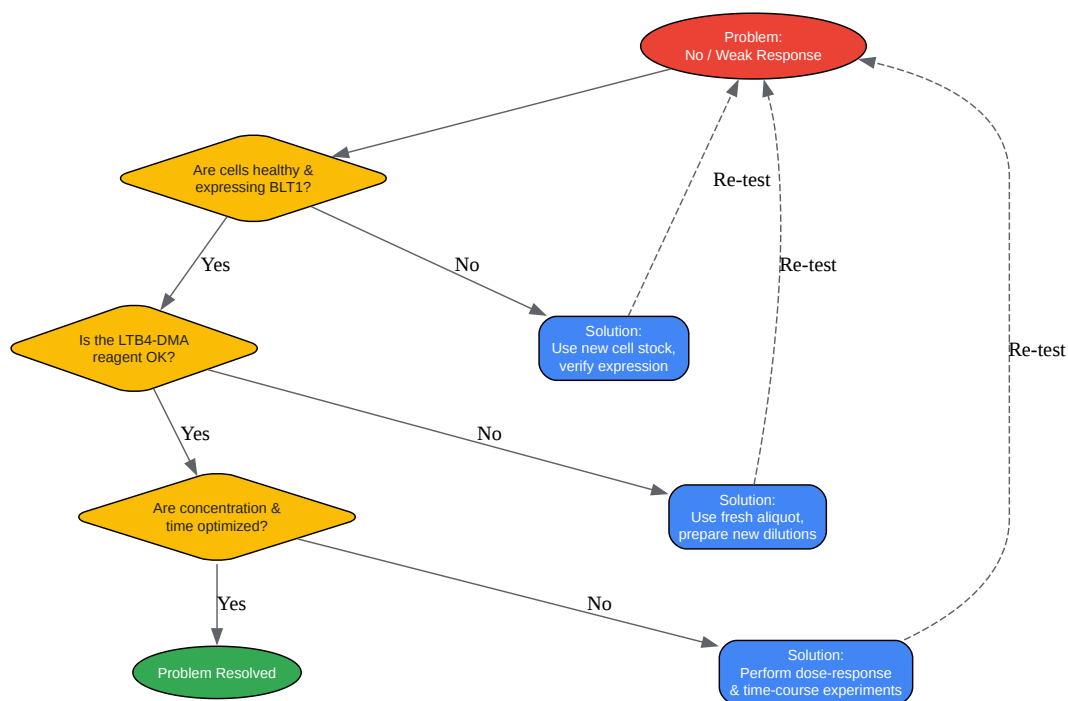 Problem:
No / Weak Response
Are cells healthy &
expressing BLT1?
Re-test
Yes
No
Re-test
Solution:
Use new cell stock,
verify expression
Is the LTB4-DMA
reagent OK?
Re-test
Yes
No
Solution:
Use fresh aliquot,
prepare new dilutions
Are concentration &
time optimized?
Yes
No
Solution:
Perform dose-response
& time-course experiments
Problem Resolved